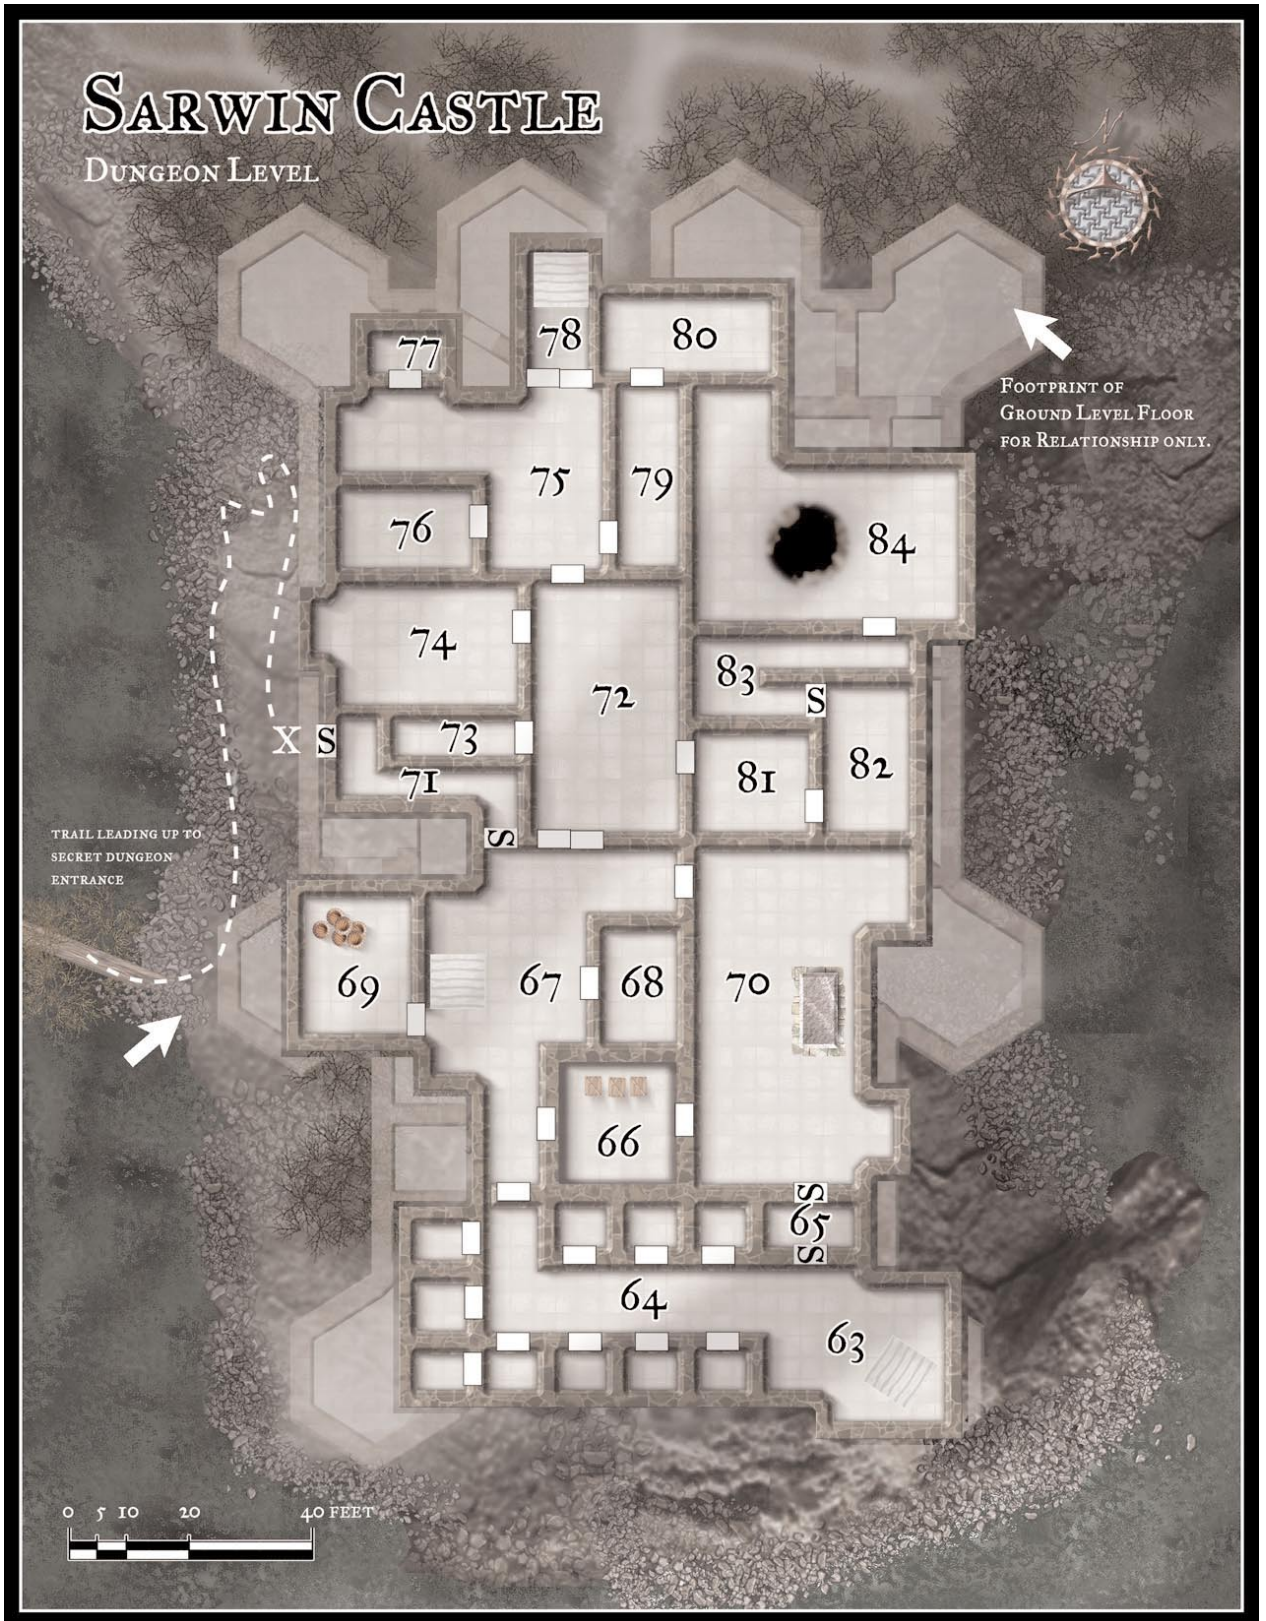 Sarwin Castle
Dungeon Level
Footprint of
Ground Level Floor
for Relationship only.
77
78
80
75
79
76
84
74
83
S
72
73
X S
82
81
71
S
trail leading up to
secret dungeon
entrance
69
67
68
70
66
S
65
S
64
63
0 5 10 20 40 feet